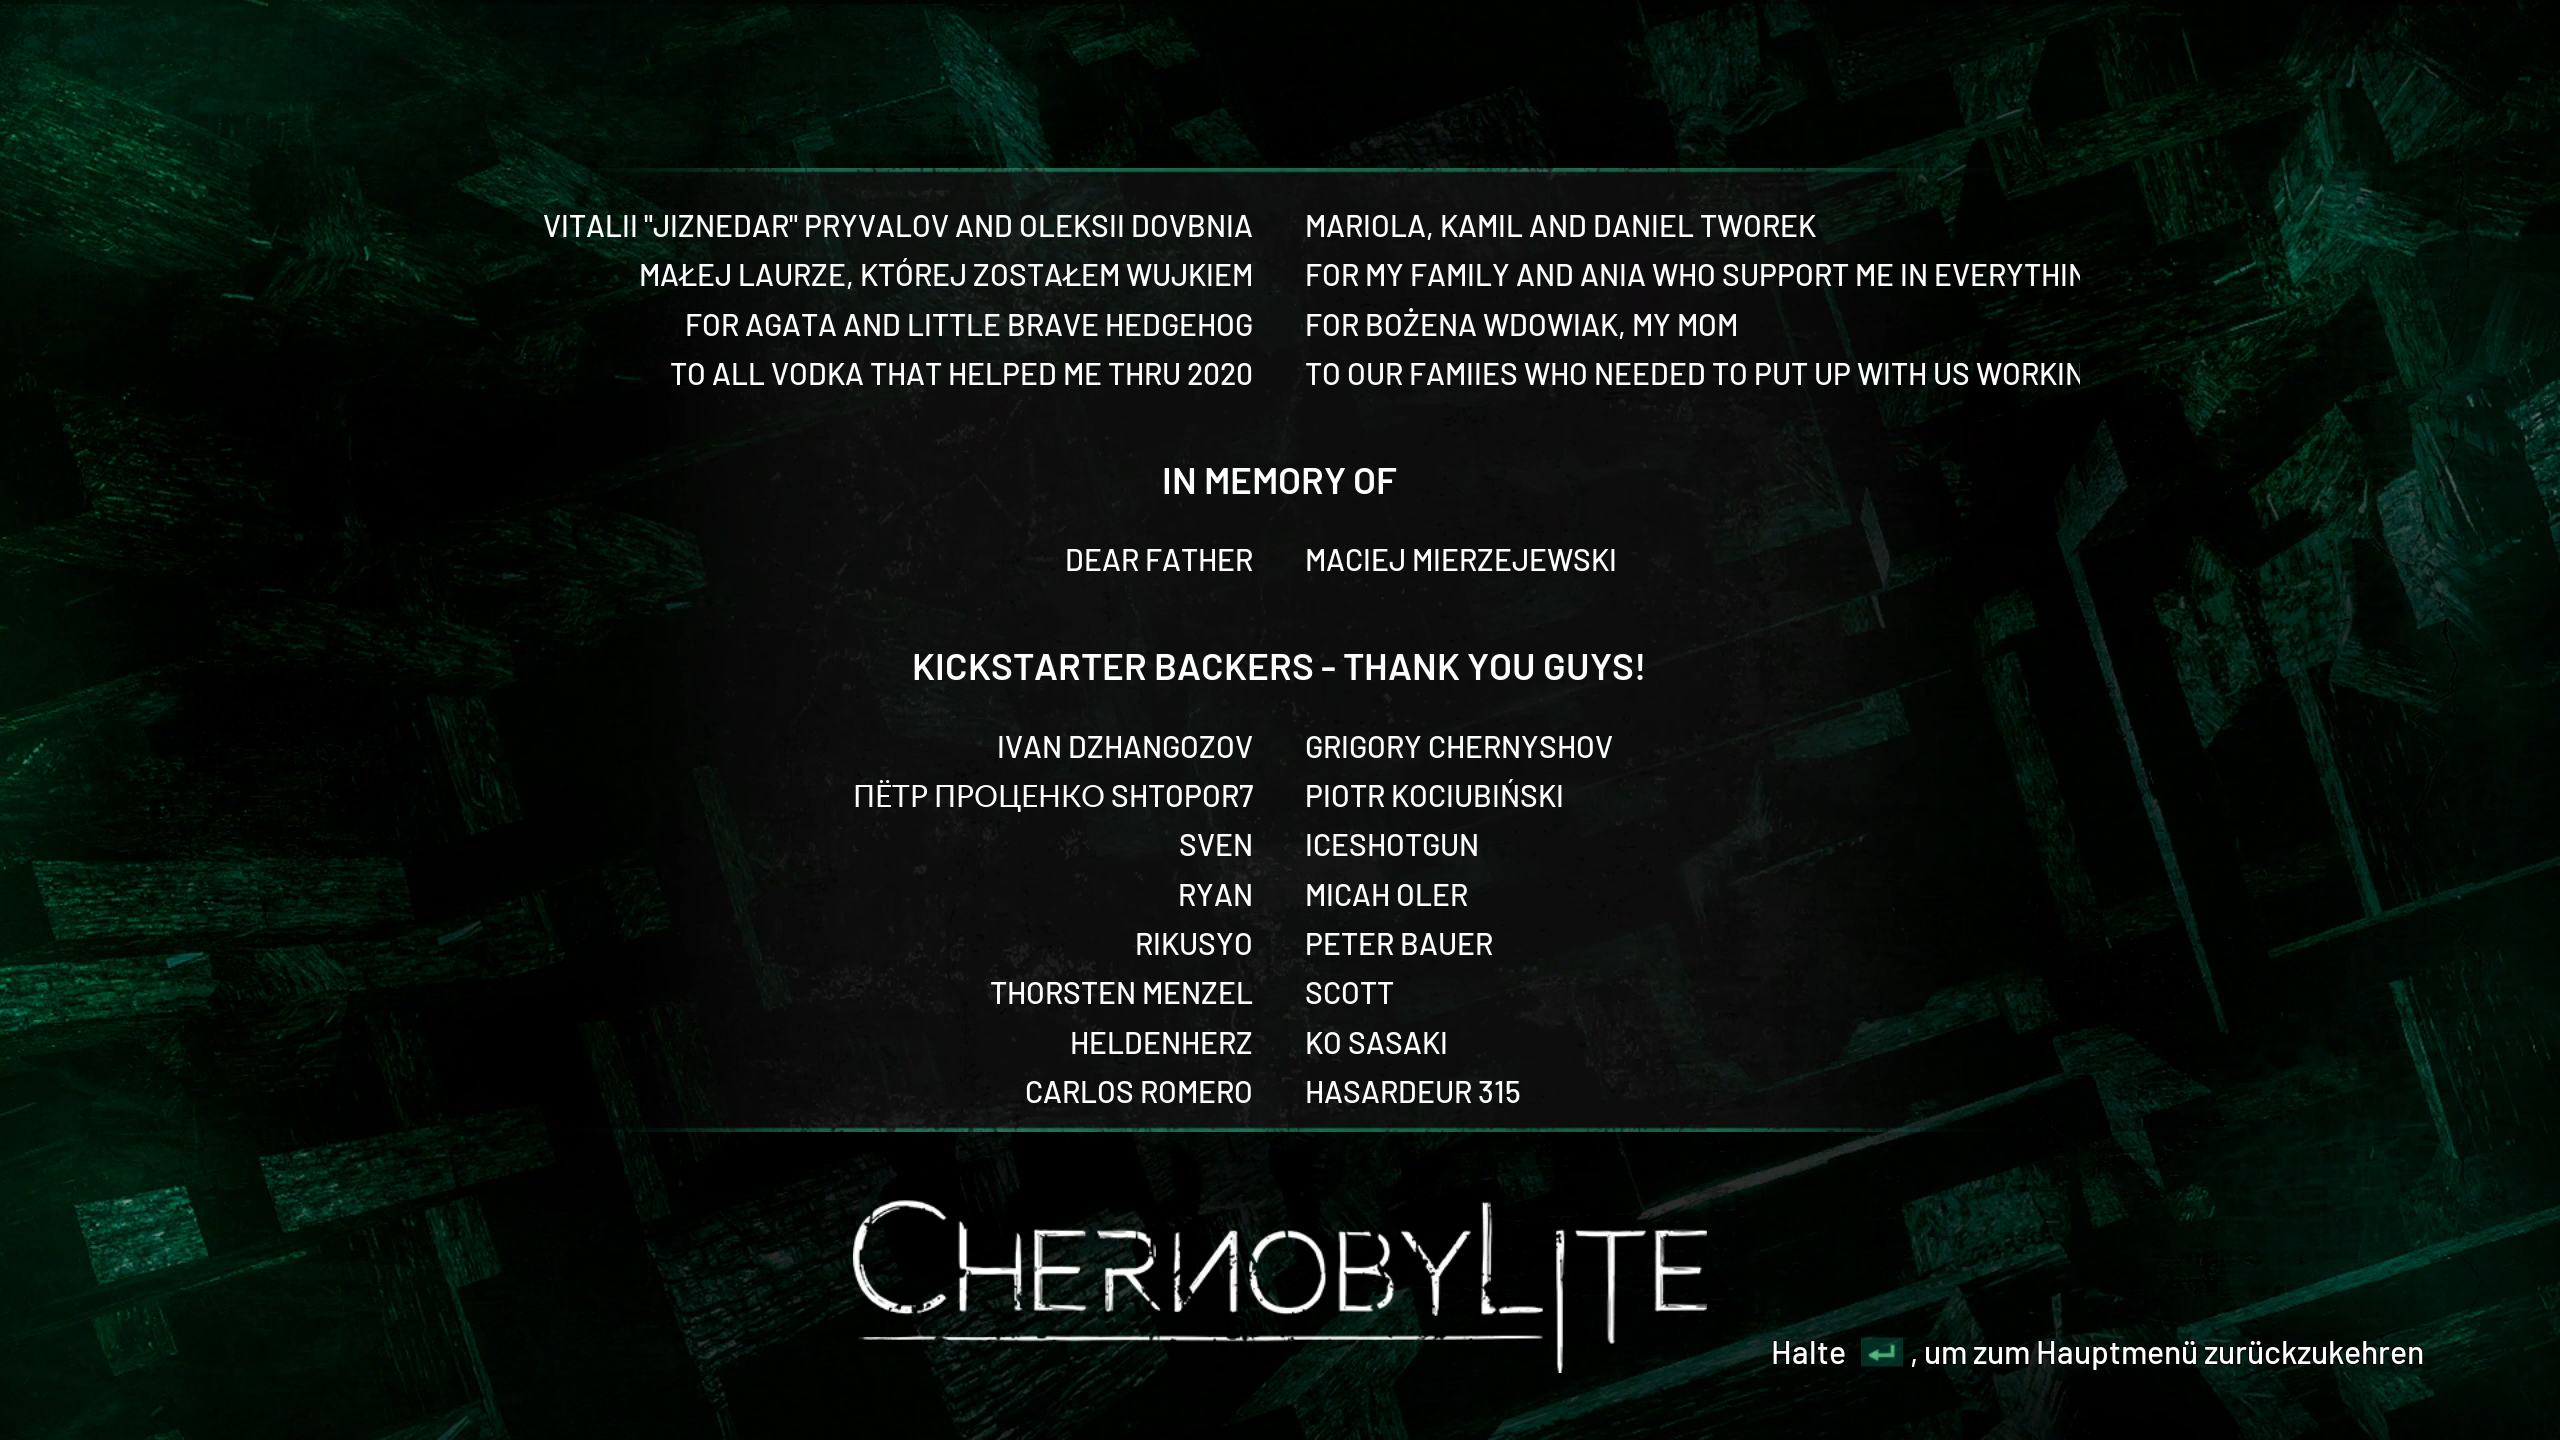 VITALII "JIZNEDAR" PRYVALOV AND OLEKSII DOVBNIA MARIOLA, KAMIL AND DANIEL TWOREK
MAŁEJ LAURZE, KTÓREJ ZOSTAŁEM WUJKIEM FOR MY FAMILY AND ANIA WHO SUPPORT ME IN EVERYTHIN
FOR AGATA AND LITTLE BRAVE HEDGEHOG FOR BOŻENA WDOWIAK, MY MOM
TO ALL VODKA THAT HELPED ME THRU 2020 TO OUR FAMIIES WHO NEEDED TO PUT UP WITH US WORKIN
IN MEMORY OF
DEAR FATHER MACIEJ MIERZEJEWSKI
KICKSTARTER BACKERS - THANK YOU GUYS!
IVAN DZHANGOZOV GRIGORY CHERNYSHOV
ПЁТР ПРОЦЕНКО SHTOPOR7 PIOTR KOCIUBIŃSKI
SVEN ICESHOTGUN
RYAN MICAH OLER
RIKUSYO PETER BAUER
THORSTEN MENZEL SCOTT
HELDENHERZ KO SASAKI
CARLOS ROMERO HASARDEUR 315
CHERNOBYLITE
Halte , um zum Hauptmenü zurückzukehren